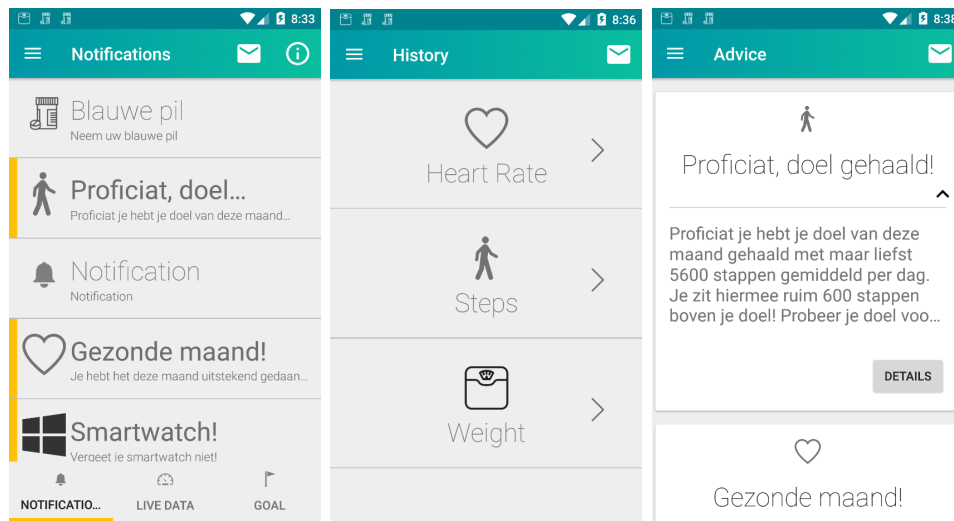 8:33
Notifications
Blauwe pil
Neem uw blauwe pil
Proficiat, doel...
Proficiat je hebt je doel van deze maand...
Notification
Notification
Gezonde maand!
Je hebt het deze maand uitstekend gedaan...
Smartwatch!
Vergeet je smartwatch niet!
NOTIFICATIO...
LIVE DATA
GOAL
8:36
History
Heart Rate
Steps
Weight
8:38
Advice
Proficiat, doel gehaald!
Proficiat je hebt je doel van deze
maand gehaald met maar liefst
5600 stappen gemiddeld per dag.
Je zit hiermee ruim 600 stappen
boven je doel! Probeer je doel voo...
DETAILS
Gezonde maand!